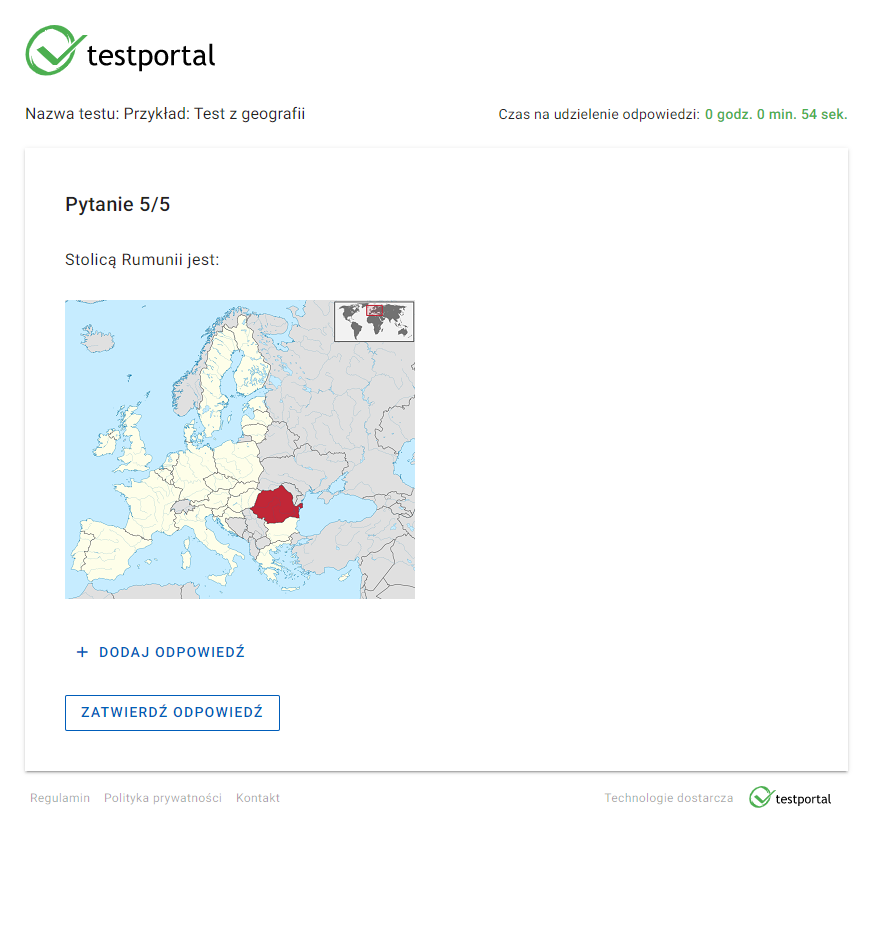 testportal
Nazwa testu: Przykład: Test z geografii
Czas na udzielenie odpowiedzi: 0 godz. 0 min. 54 sek.
Pytanie 5/5
Stolicą Rumunii jest:
+ DODAJ ODPOWIEDŹ
ZATWIERDŹ ODPOWIEDŹ
Regulamin Polityka prywatności Kontakt
Technologie dostarcza testportal